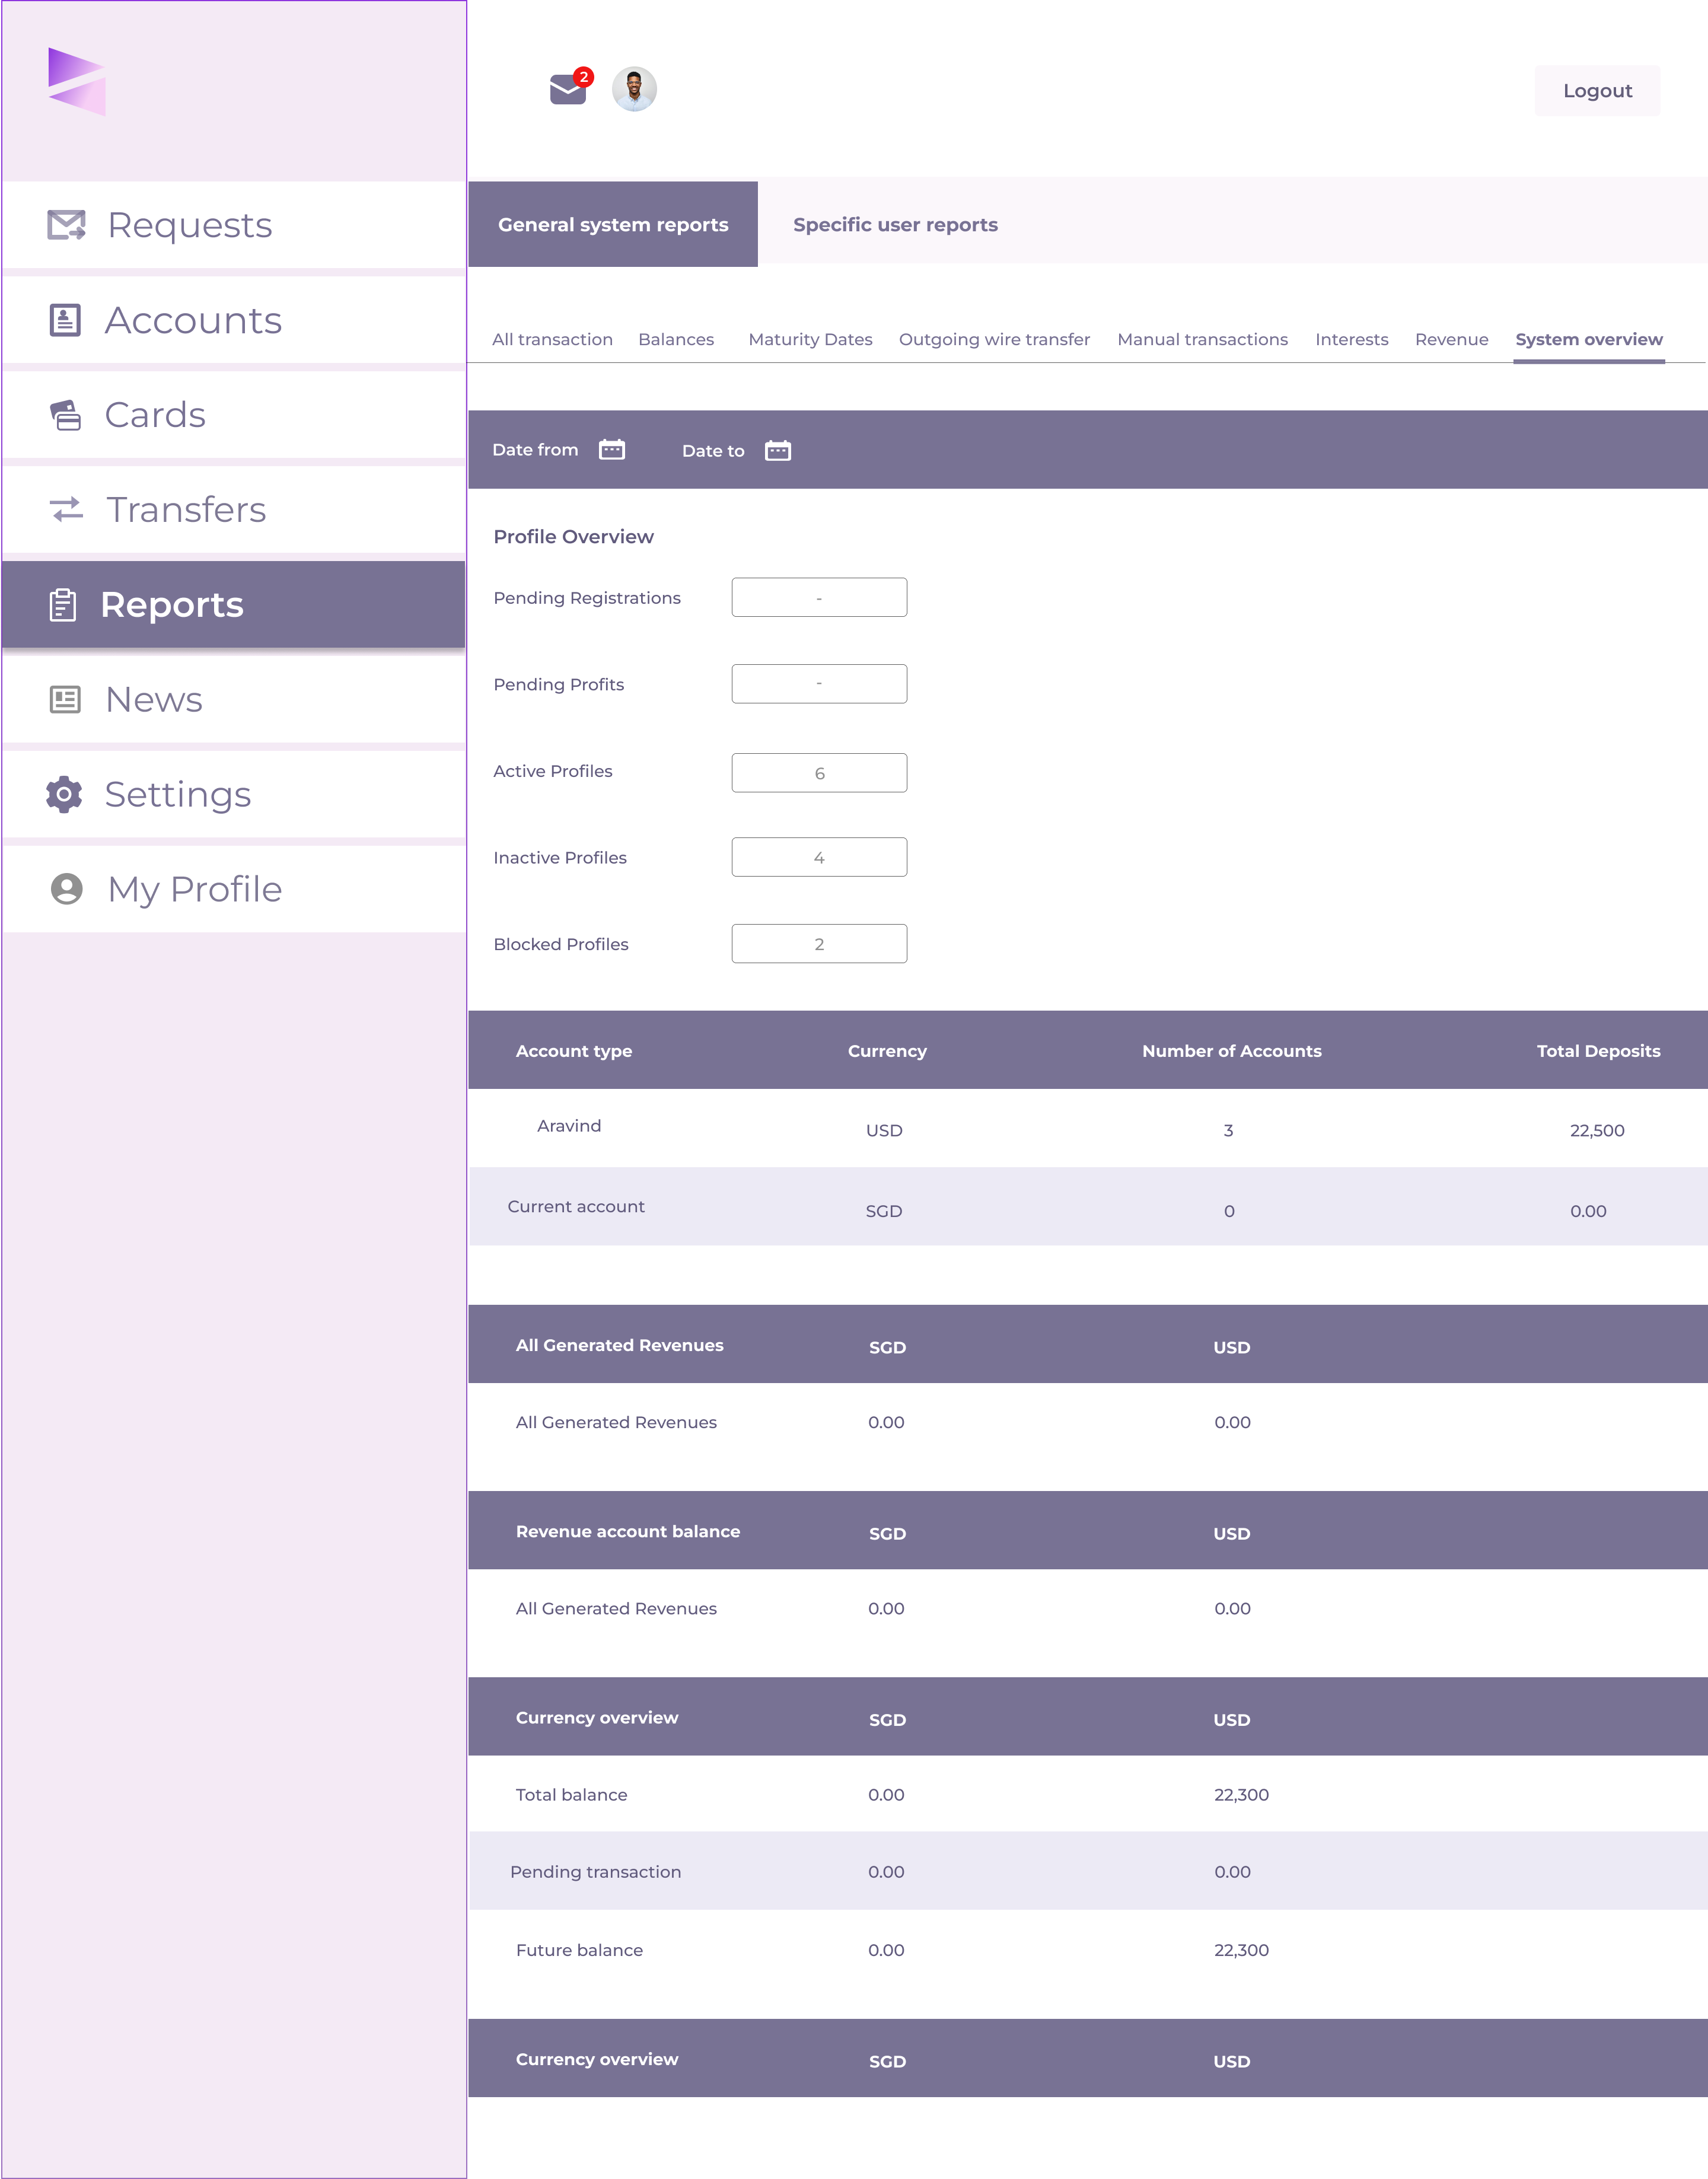 2
Logout
Requests
Accounts
Cards
Transfers
Reports
News
Settings
My Profile
General system reports Specific user reports
All transaction Balances Maturity Dates Outgoing wire transfer Manual transactions Interests Revenue System overview
Date from Date to
Profile Overview
Pending Registrations -
Pending Profits -
Active Profiles 6
Inactive Profiles 4
Blocked Profiles 2
Account type Currency Number of Accounts Total Deposits
Aravind USD 3 22,500
Current account SGD 0 0.00
All Generated Revenues SGD USD
All Generated Revenues 0.00 0.00
Revenue account balance SGD USD
All Generated Revenues 0.00 0.00
Currency overview SGD USD
Total balance 0.00 22,300
Pending transaction 0.00 0.00
Future balance 0.00 22,300
Currency overview SGD USD